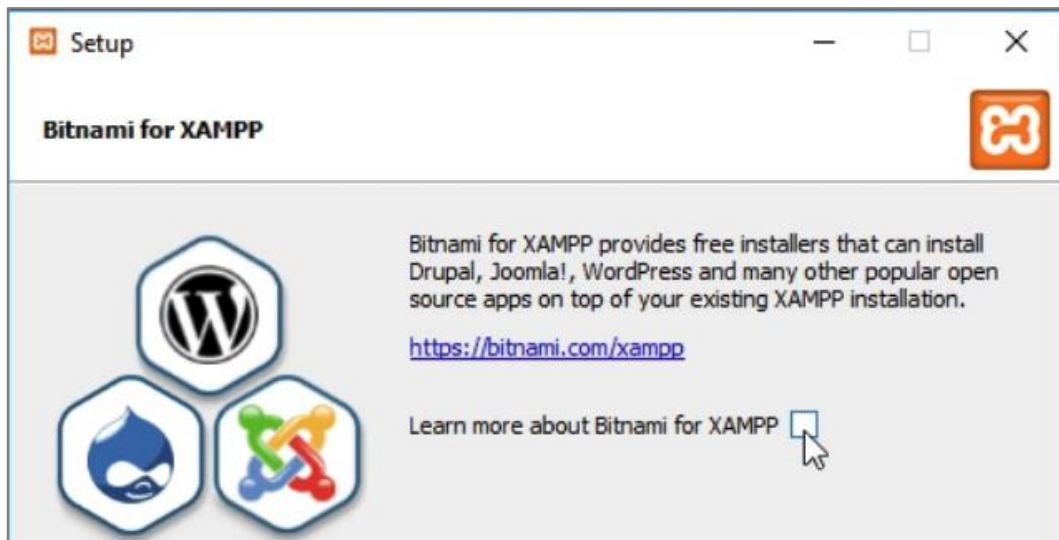 Setup
Bitnami for XAMPP
Bitnami for XAMPP provides free installers that can install
Drupal, Joomla!, WordPress and many other popular open
source apps on top of your existing XAMPP installation.
https://bitnami.com/xampp
Learn more about Bitnami for XAMPP